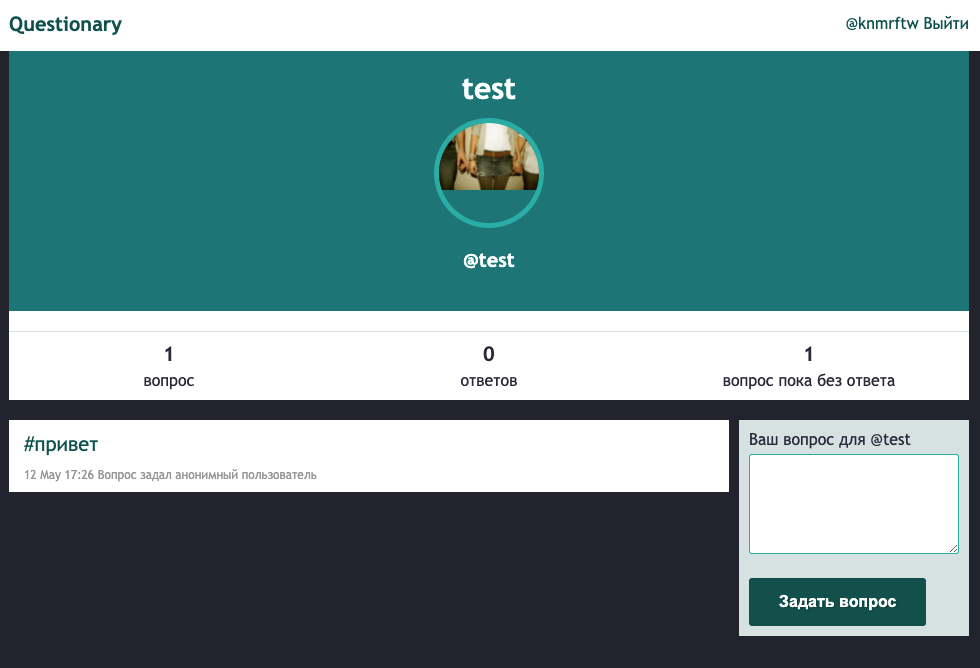 Questionary
@knmrftw Выйти
test
@test
1
вопрос
0
ответов
1
вопрос пока без ответа
#привет
12 May 17:26 Вопрос задал анонимный пользователь
Ваш вопрос для @test
Задать вопрос